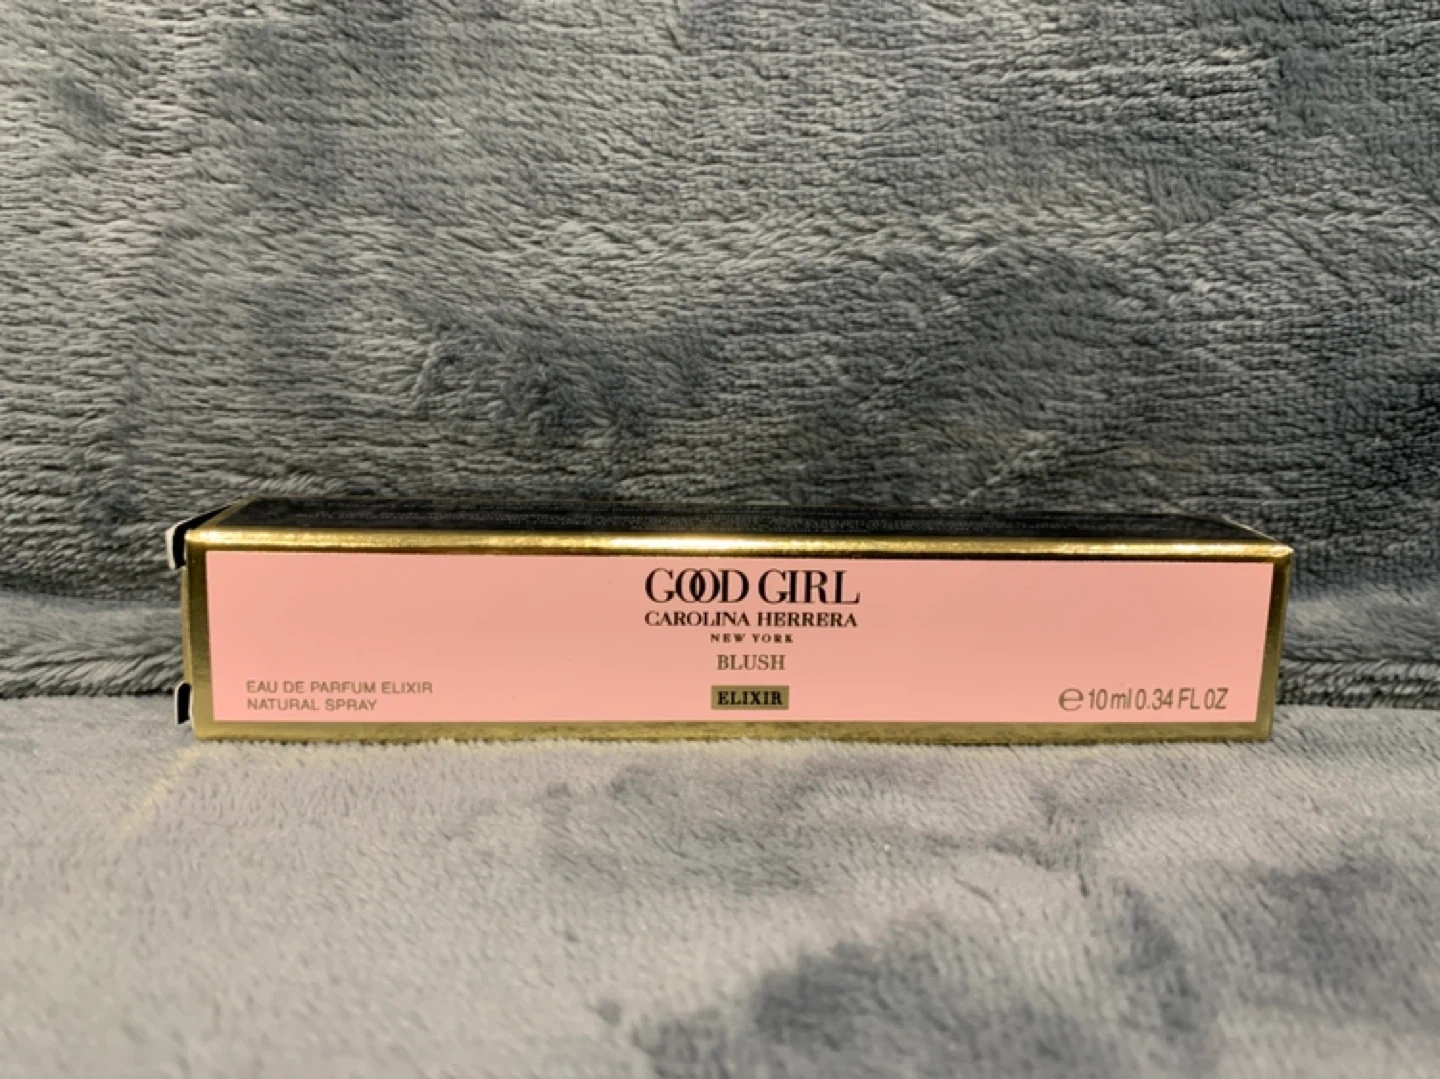 GOOD GIRL
CAROLINA HERRERA
NEW YORK
BLUSH
ELIXIR
EAU DE PARFUM ELIXIR
NATURAL SPRAY
℮ 10 ml 0.34 FL OZ